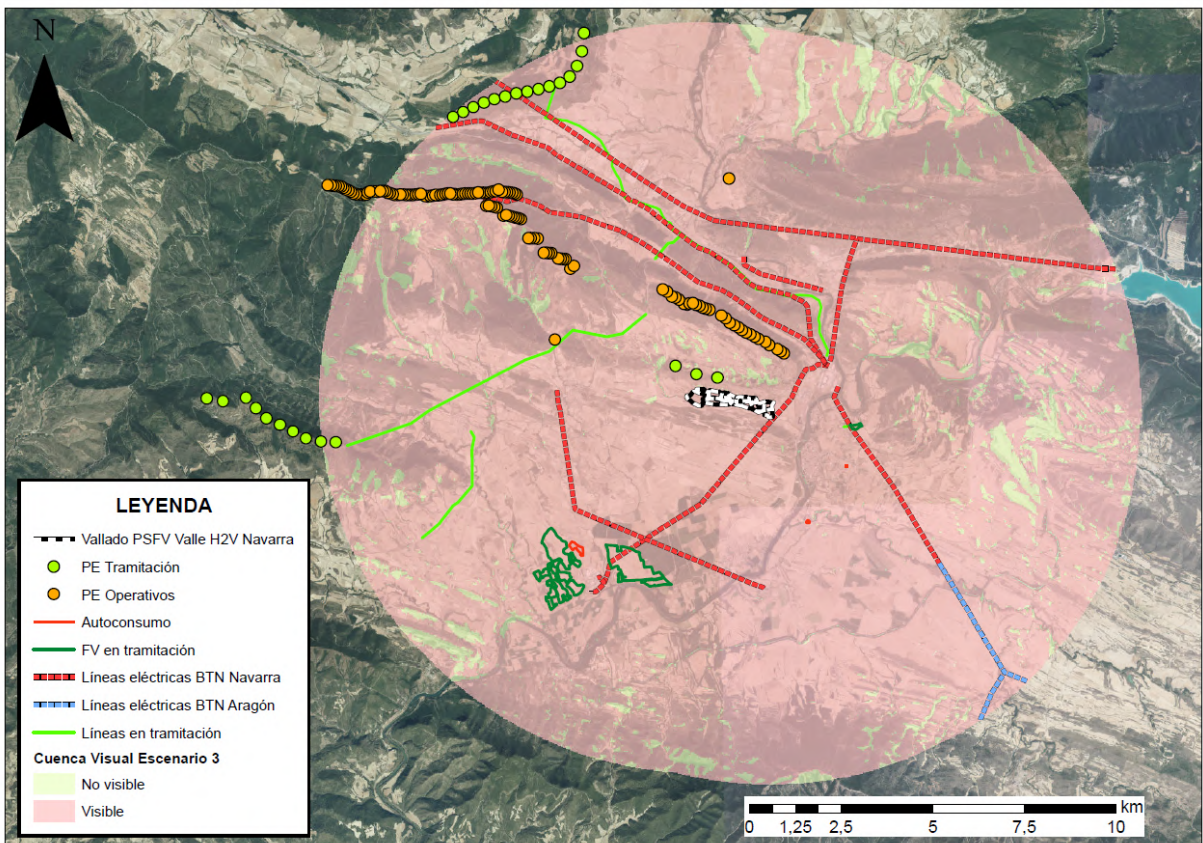 N
LEYENDA
Vallado PSFV Valle H2V Navarra
PE Tramitación
PE Operativos
Autoconsumo
FV en tramitación
Líneas eléctricas BTN Navarra
Líneas eléctricas BTN Aragón
Líneas en tramitación
Cuenca Visual Escenario 3
No visible
Visible
km
0 1,25 2,5 5 7,5 10